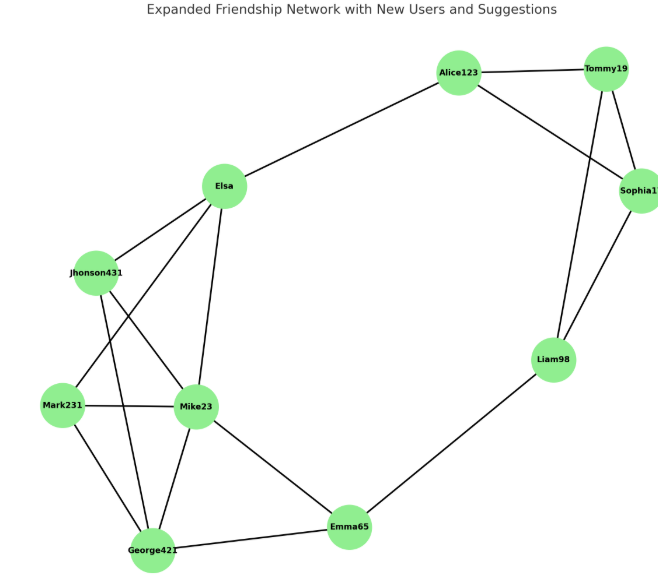 Expanded Friendship Network with New Users and Suggestions
Alice123
Tommy19
Sophia1
Elsa
Jhonson431
Liam98
Mark231
Mike23
Emma65
George421